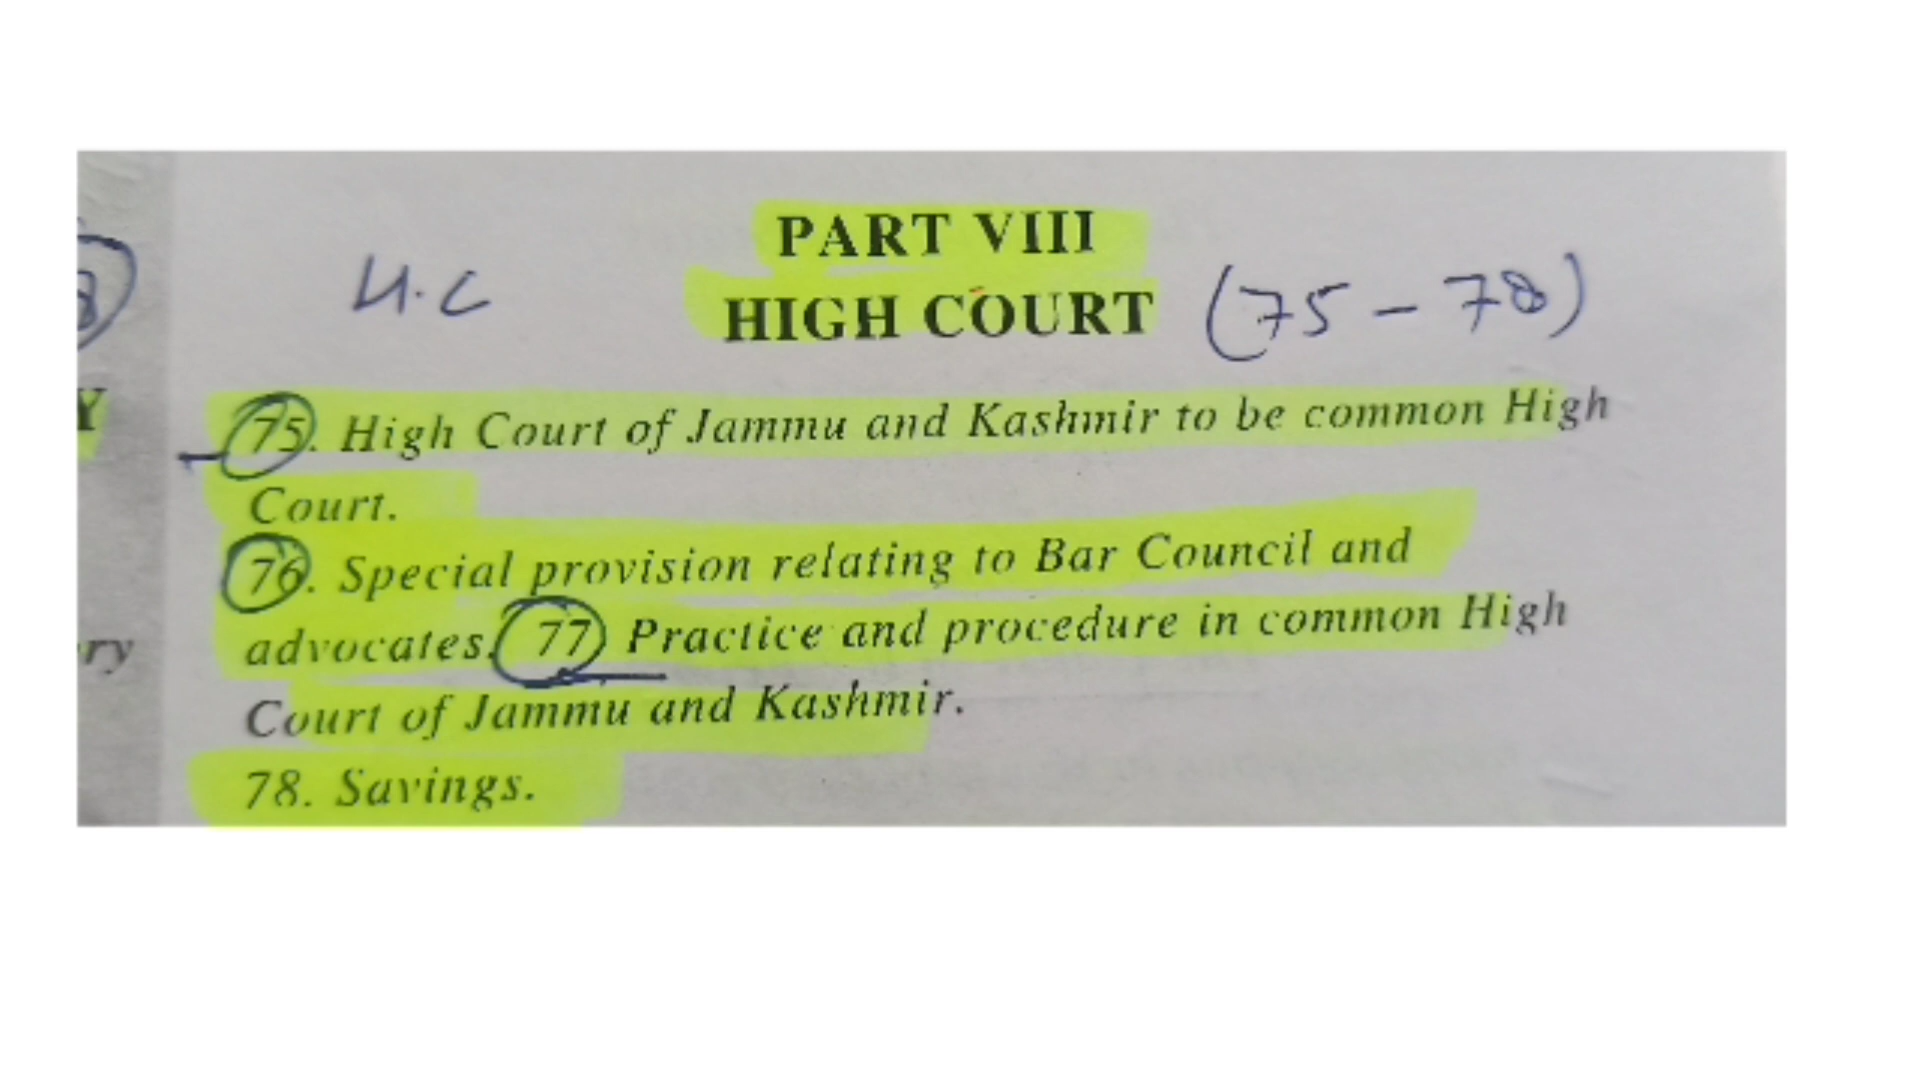 PART VIII
H.C HIGH COURT (75-78)
75. High Court of Jammu and Kashmir to be common High
Court.
76. Special provision relating to Bar Council and
advocates. 77 Practice and procedure in common High
Court of Jammu and Kashmir.
78. Savings.
Y
ry